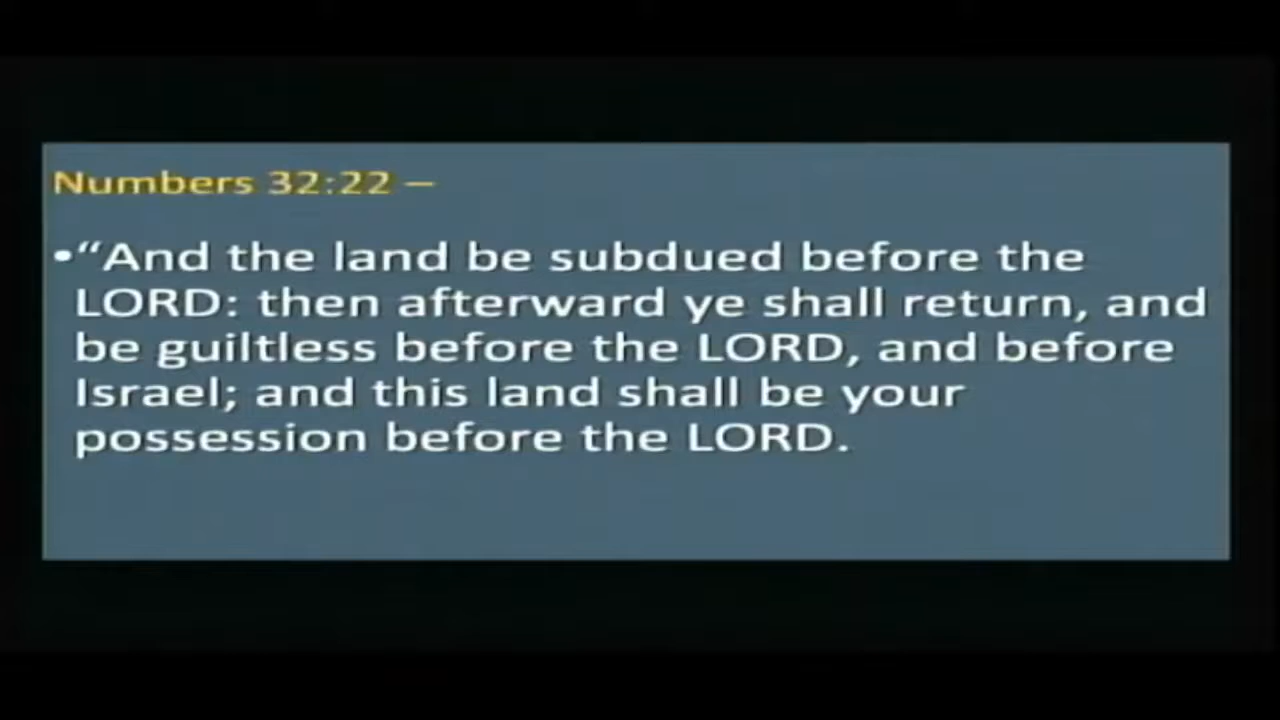 Numbers 32:22 –
•“And the land be subdued before the
LORD: then afterward ye shall return, and
be guiltless before the LORD, and before
Israel; and this land shall be your
possession before the LORD.